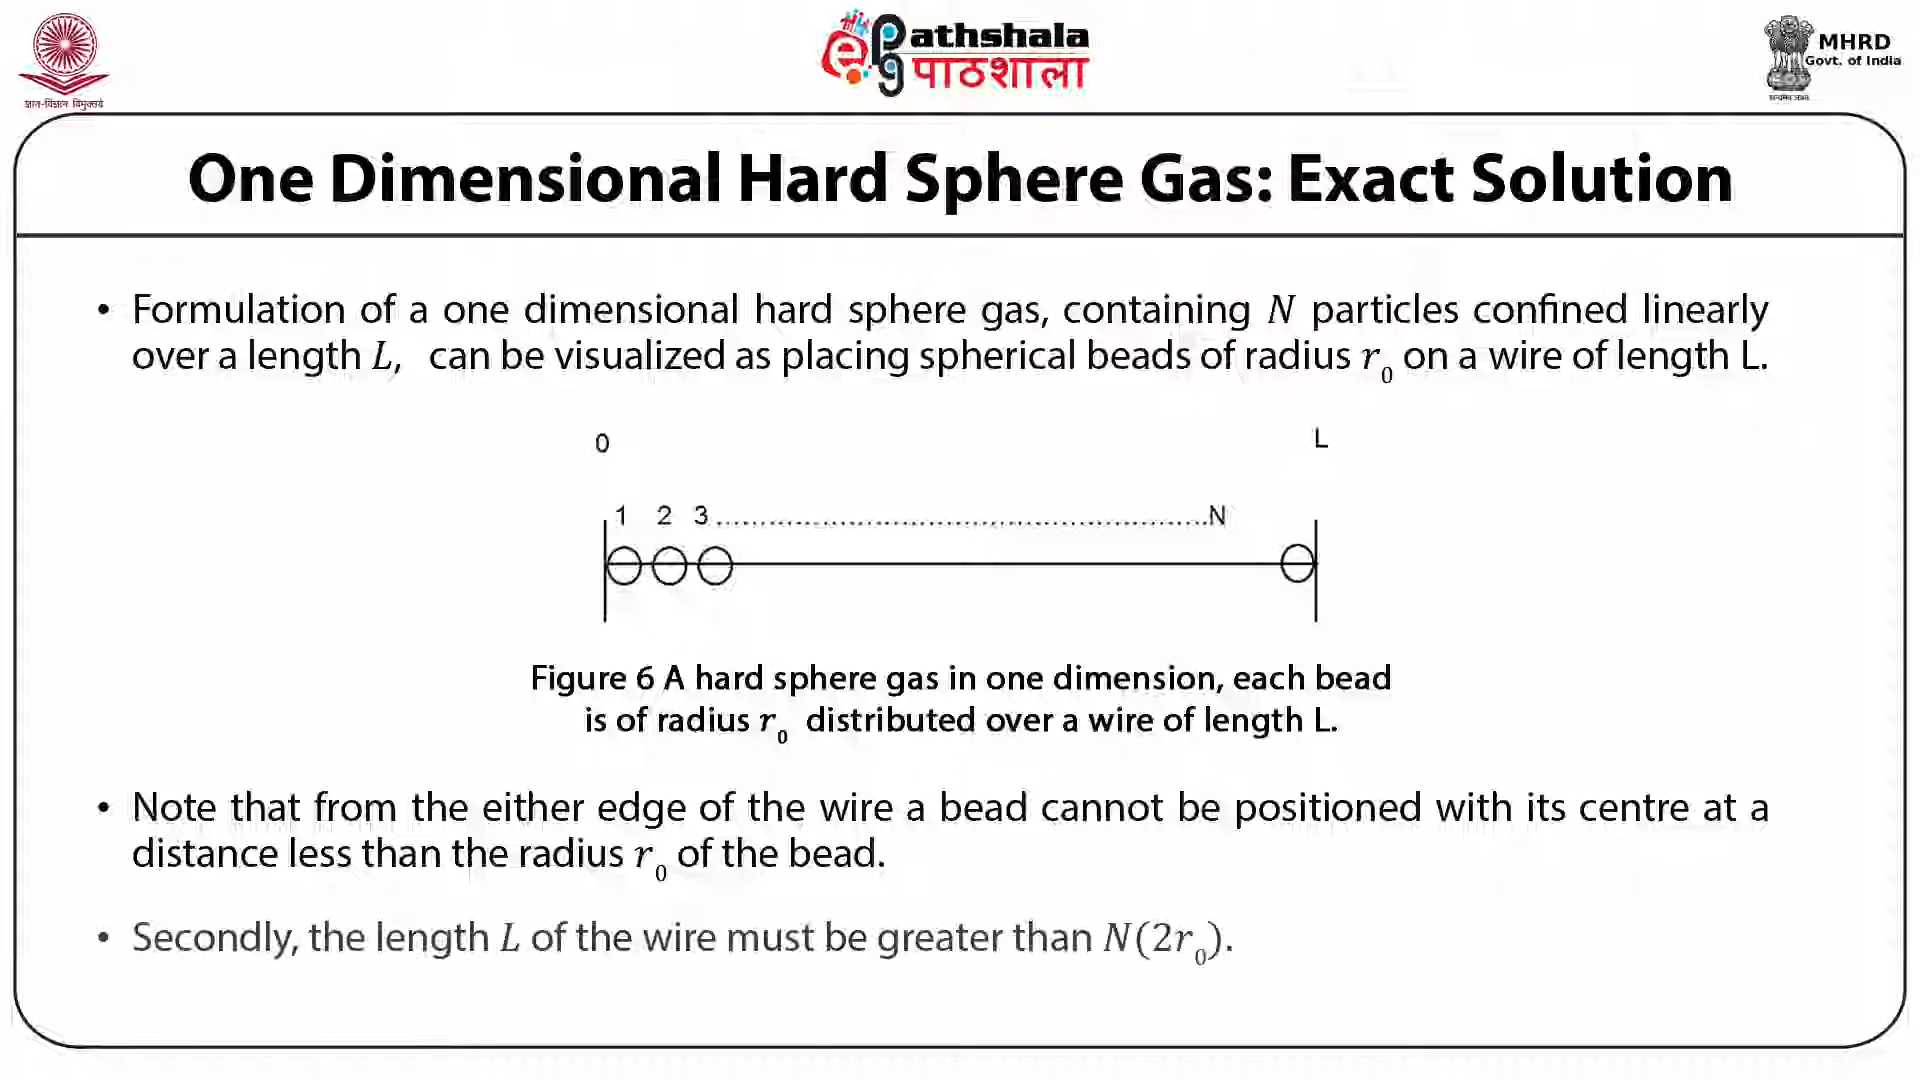 ज्ञान-विज्ञान विमुक्तये
ePathshala
पाठशाला
MHRD
Govt. of India
सत्यमेव जयते
One Dimensional Hard Sphere Gas: Exact Solution
• Formulation of a one dimensional hard sphere gas, containing N particles confined linearly
over a length L, can be visualized as placing spherical beads of radius r₀ on a wire of length L.
0 L
1 2 3.......................................................N
Figure 6 A hard sphere gas in one dimension, each bead
is of radius r₀ distributed over a wire of length L.
• Note that from the either edge of the wire a bead cannot be positioned with its centre at a
distance less than the radius r₀ of the bead.
• Secondly, the length L of the wire must be greater than N(2r₀).